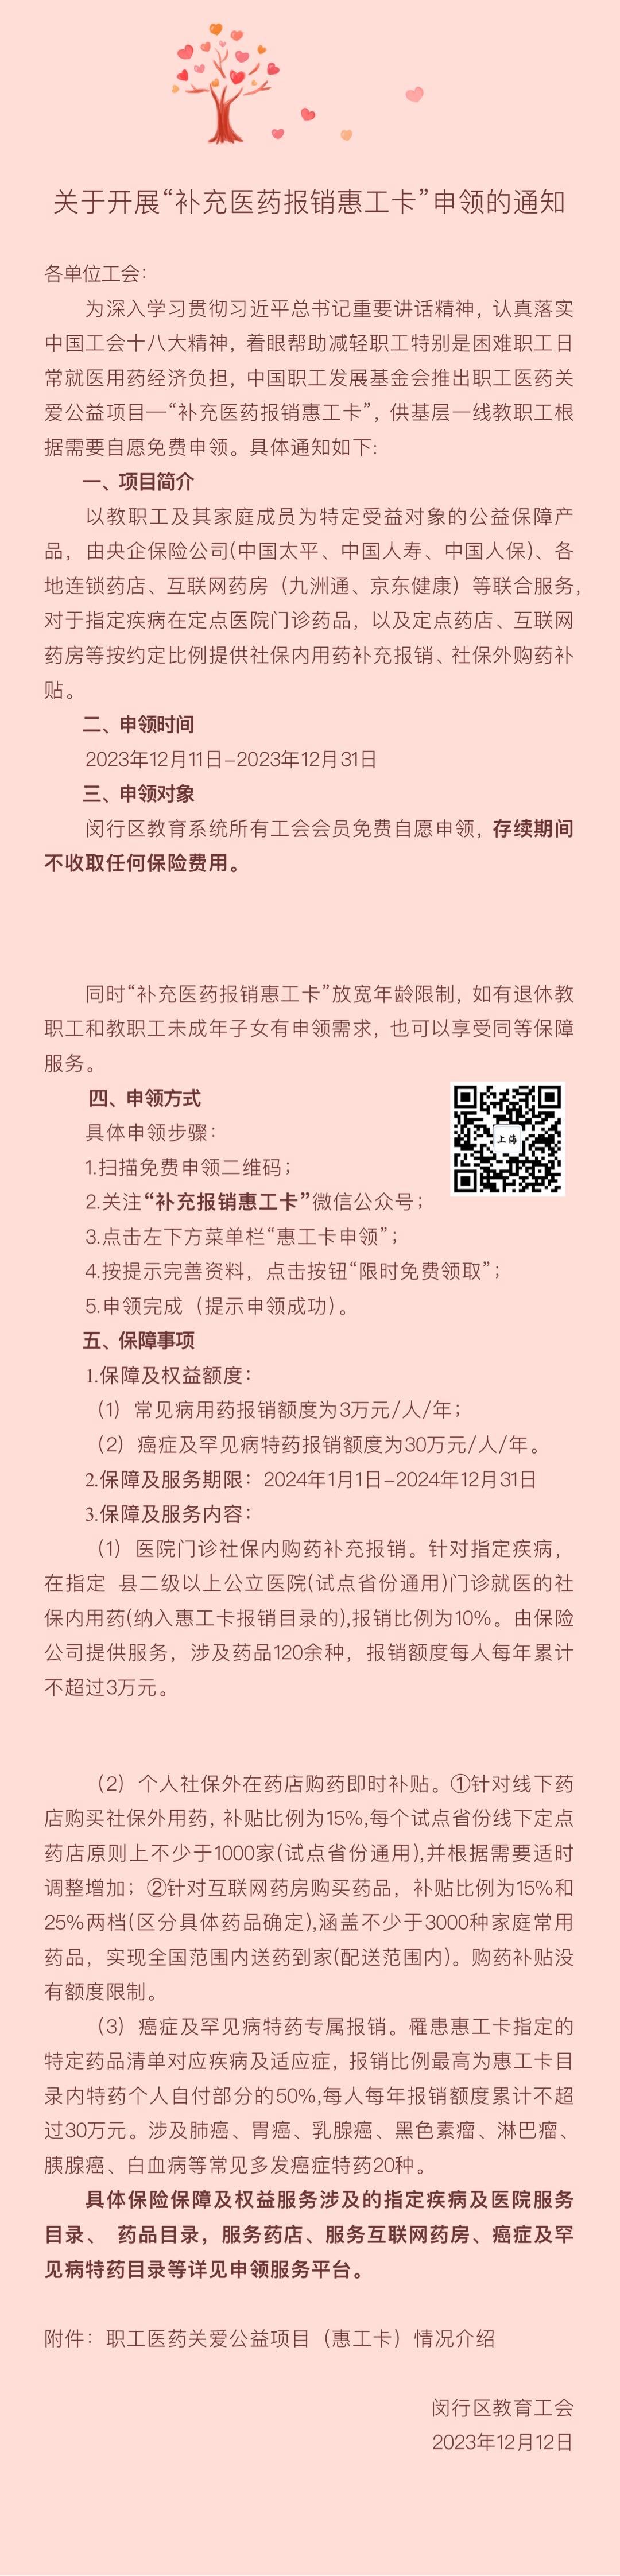 关于开展“补充医药报销惠工卡”申领的通知
各单位工会：
为深入学习贯彻习近平总书记重要讲话精神，认真落实
中国工会十八大精神，着眼帮助减轻职工特别是困难职工日
常就医用药经济负担，中国职工发展基金会推出职工医药关
爱公益项目—“补充医药报销惠工卡”，供基层一线教职工根
据需要自愿免费申领。具体通知如下：
一、项目简介
以教职工及其家庭成员为特定受益对象的公益保障产
品，由央企保险公司(中国太平、中国人寿、中国人保)、各
地连锁药店、互联网药房（九洲通、京东健康）等联合服务，
对于指定疾病在定点医院门诊药品，以及定点药店、互联网
药房等按约定比例提供社保内用药补充报销、社保外购药补
贴。
二、申领时间
2023年12月11日–2023年12月31日
三、申领对象
闵行区教育系统所有工会会员免费自愿申领，存续期间
不收取任何保险费用。
同时“补充医药报销惠工卡”放宽年龄限制，如有退休教
职工和教职工未成年子女有申领需求，也可以享受同等保障
服务。
四、申领方式
具体申领步骤：
1.扫描免费申领二维码；
上海
2.关注“补充报销惠工卡”微信公众号；
3.点击左下方菜单栏“惠工卡申领”；
4.按提示完善资料，点击按钮“限时免费领取”；
5.申领完成（提示申领成功）。
五、保障事项
1.保障及权益额度：
（1）常见病用药报销额度为3万元/人/年；
（2）癌症及罕见病特药报销额度为30万元/人/年。
2.保障及服务期限：2024年1月1日–2024年12月31日
3.保障及服务内容：
（1）医院门诊社保内购药补充报销。针对指定疾病，
在指定 县二级以上公立医院(试点省份通用)门诊就医的社
保内用药(纳入惠工卡报销目录的),报销比例为10%。由保险
公司提供服务，涉及药品120余种，报销额度每人每年累计
不超过3万元。
（2）个人社保外在药店购药即时补贴。①针对线下药
店购买社保外用药，补贴比例为15%,每个试点省份线下定点
药店原则上不少于1000家(试点省份通用),并根据需要适时
调整增加；②针对互联网药房购买药品，补贴比例为15%和
25%两档(区分具体药品确定),涵盖不少于3000种家庭常用
药品，实现全国范围内送药到家(配送范围内)。购药补贴没
有额度限制。
（3）癌症及罕见病特药专属报销。罹患惠工卡指定的
特定药品清单对应疾病及适应症，报销比例最高为惠工卡目
录内特药个人自付部分的50%,每人每年报销额度累计不超
过30万元。涉及肺癌、胃癌、乳腺癌、黑色素瘤、淋巴瘤、
胰腺癌、白血病等常见多发癌症特药20种。
具体保险保障及权益服务涉及的指定疾病及医院服务
目录、 药品目录，服务药店、服务互联网药房、癌症及罕
见病特药目录等详见申领服务平台。
附件：职工医药关爱公益项目（惠工卡）情况介绍
闵行区教育工会
2023年12月12日